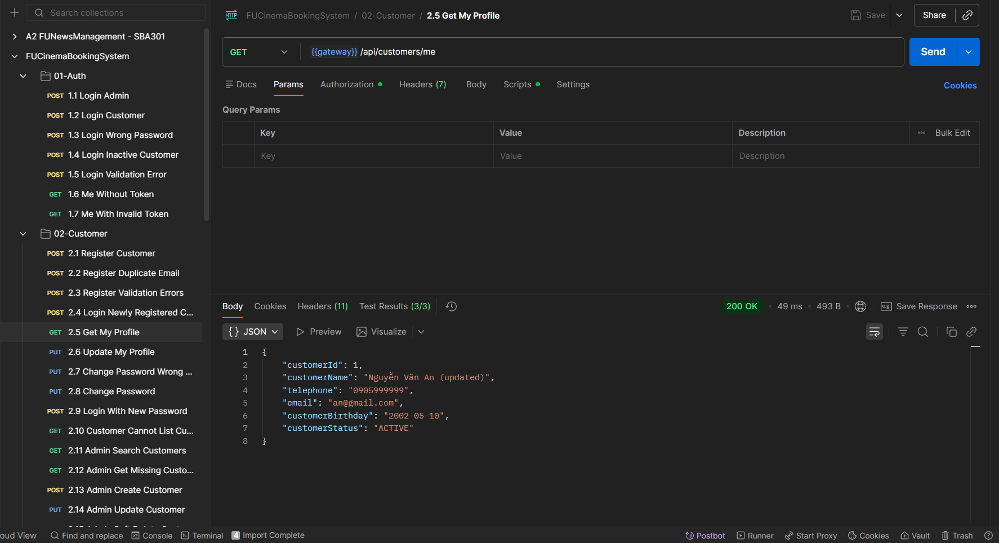 Search collections
A2 FUNewsManagement - SBA301
FUCinemaBookingSystem
01-Auth
POST 1.1 Login Admin
POST 1.2 Login Customer
POST 1.3 Login Wrong Password
POST 1.4 Login Inactive Customer
POST 1.5 Login Validation Error
GET 1.6 Me Without Token
GET 1.7 Me With Invalid Token
02-Customer
POST 2.1 Register Customer
POST 2.2 Register Duplicate Email
POST 2.3 Register Validation Errors
POST 2.4 Login Newly Registered C...
GET 2.5 Get My Profile
PUT 2.6 Update My Profile
PUT 2.7 Change Password Wrong ...
PUT 2.8 Change Password
POST 2.9 Login With New Password
GET 2.10 Customer Cannot List Cu...
GET 2.11 Admin Search Customers
GET 2.12 Admin Get Missing Custo...
POST 2.13 Admin Create Customer
PUT 2.14 Admin Update Customer
HTTP FUCinemaBookingSystem / 02-Customer / 2.5 Get My Profile
Save
Share
GET {{gateway}} /api/customers/me
Send
Docs Params Authorization Headers (7) Body Scripts Settings
Cookies
Query Params
Key Value Description Bulk Edit
Key Value Description
Body Cookies Headers (11) Test Results (3/3)
200 OK 49 ms 493 B e.g. Save Response
{} JSON Preview Visualize
1 {
2 "customerId": 1,
3 "customerName": "Nguyễn Văn An (updated)",
4 "telephone": "0905999999",
5 "email": "an@gmail.com",
6 "customerBirthday": "2002-05-10",
7 "customerStatus": "ACTIVE"
8 }
oud View Find and replace Console Terminal 4 Import Complete
Postbot Runner Start Proxy Cookies Vault Trash